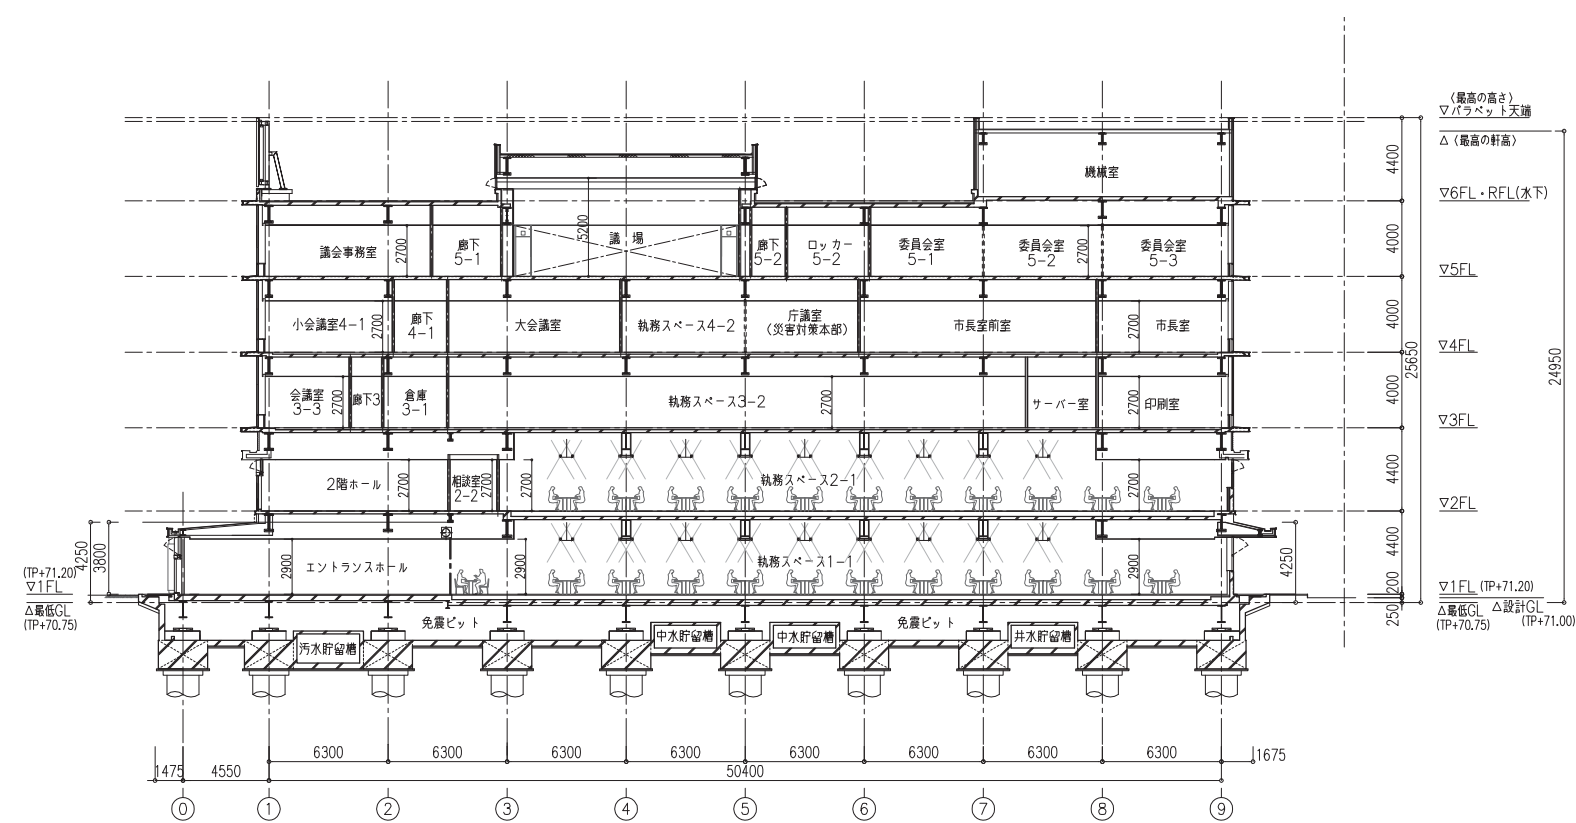 〈最高の高さ〉
▽パラペット天端
△〈最高の軒高〉
4400
機械室
▽6FL・RFL(水下)
5200
議会事務室
2700
廊下
5-1
議場
廊下
5-2
ロッカー
5-2
委員会室
5-1
委員会室
5-2
2700
委員会室
5-3
4000
▽5FL
小会議室4-1
2700
廊下
4-1
大会議室
執務スペース4-2
庁議室
(災害対策本部)
市長室前室
2700
市長室
4000
▽4FL
25650
24950
会議室
3-3
2700
廊下3
倉庫
3-1
執務スペース3-2
2700
サーバー室
2700
印刷室
4000
▽3FL
2階ホール
2700
相談室
2-2
2700
2700
執務スペース2-1
2700
4400
▽2FL
4250
3800
2900
エントランスホール
2900
執務スペース1-1
2900
4250
4400
(TP+71.20)
▽1FL
▽1FL (TP+71.20)
200
250
△最低GL
(TP+70.75)
△最低GL
(TP+70.75)
△設計GL
(TP+71.00)
免震ピット
免震ピット
汚水貯留槽
中水貯留槽
中水貯留槽
井水貯留槽
6300
6300
6300
6300
6300
6300
6300
6300
1675
1475
4550
50400
0
1
2
3
4
5
6
7
8
9